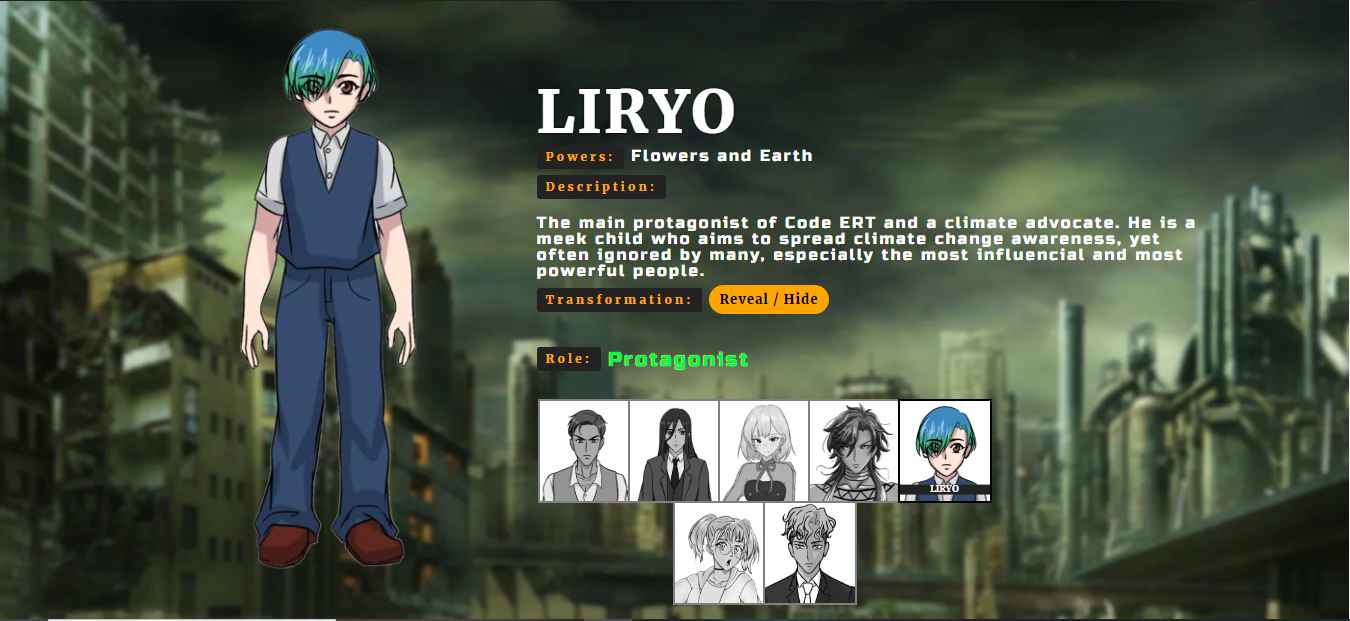 LIRYO
Powers: Flowers and Earth
Description:
The main protagonist of Code ERT and a climate advocate. He is a
meek child who aims to spread climate change awareness, yet
often ignored by many, especially the most influencial and most
powerful people.
Transformation: Reveal / Hide
Role: Protagonist
LIRYO